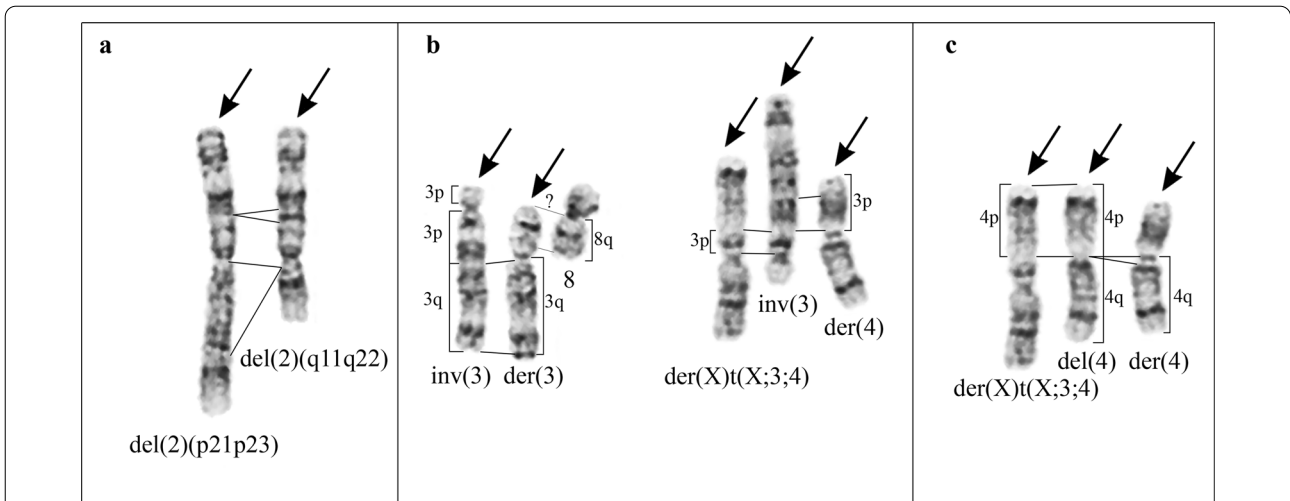 a
del(2)(q11q22)
del(2)(p21p23)
b
3p
3p
3q
?
3q
8q
8
inv(3)
der(3)
3p
3p
inv(3)
der(4)
der(X)t(X;3;4)
c
4p
4p
4q
4q
del(4)
der(4)
der(X)t(X;3;4)